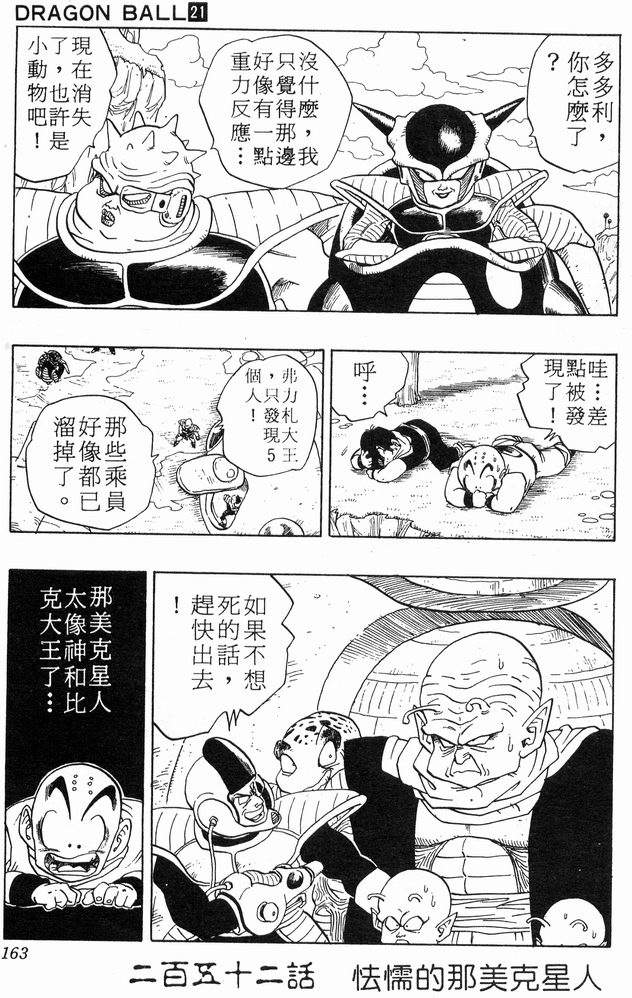 DRAGON BALL 21
多多利，
你怎麼了
？
沒什麼，我
只覺得那邊
好像有一點
重力反應…
現在消失
了，也許是
小動物吧！
哇…差
點被發
現了！
呼…
弗力札大王
，只發現5
個人！
那些乘員
好像都已
溜掉了。
如果不想
死的話，
趕快出去
！
那美克星人
太像神和比
克大王了…
163
二百五十二話　怯懦的那美克星人